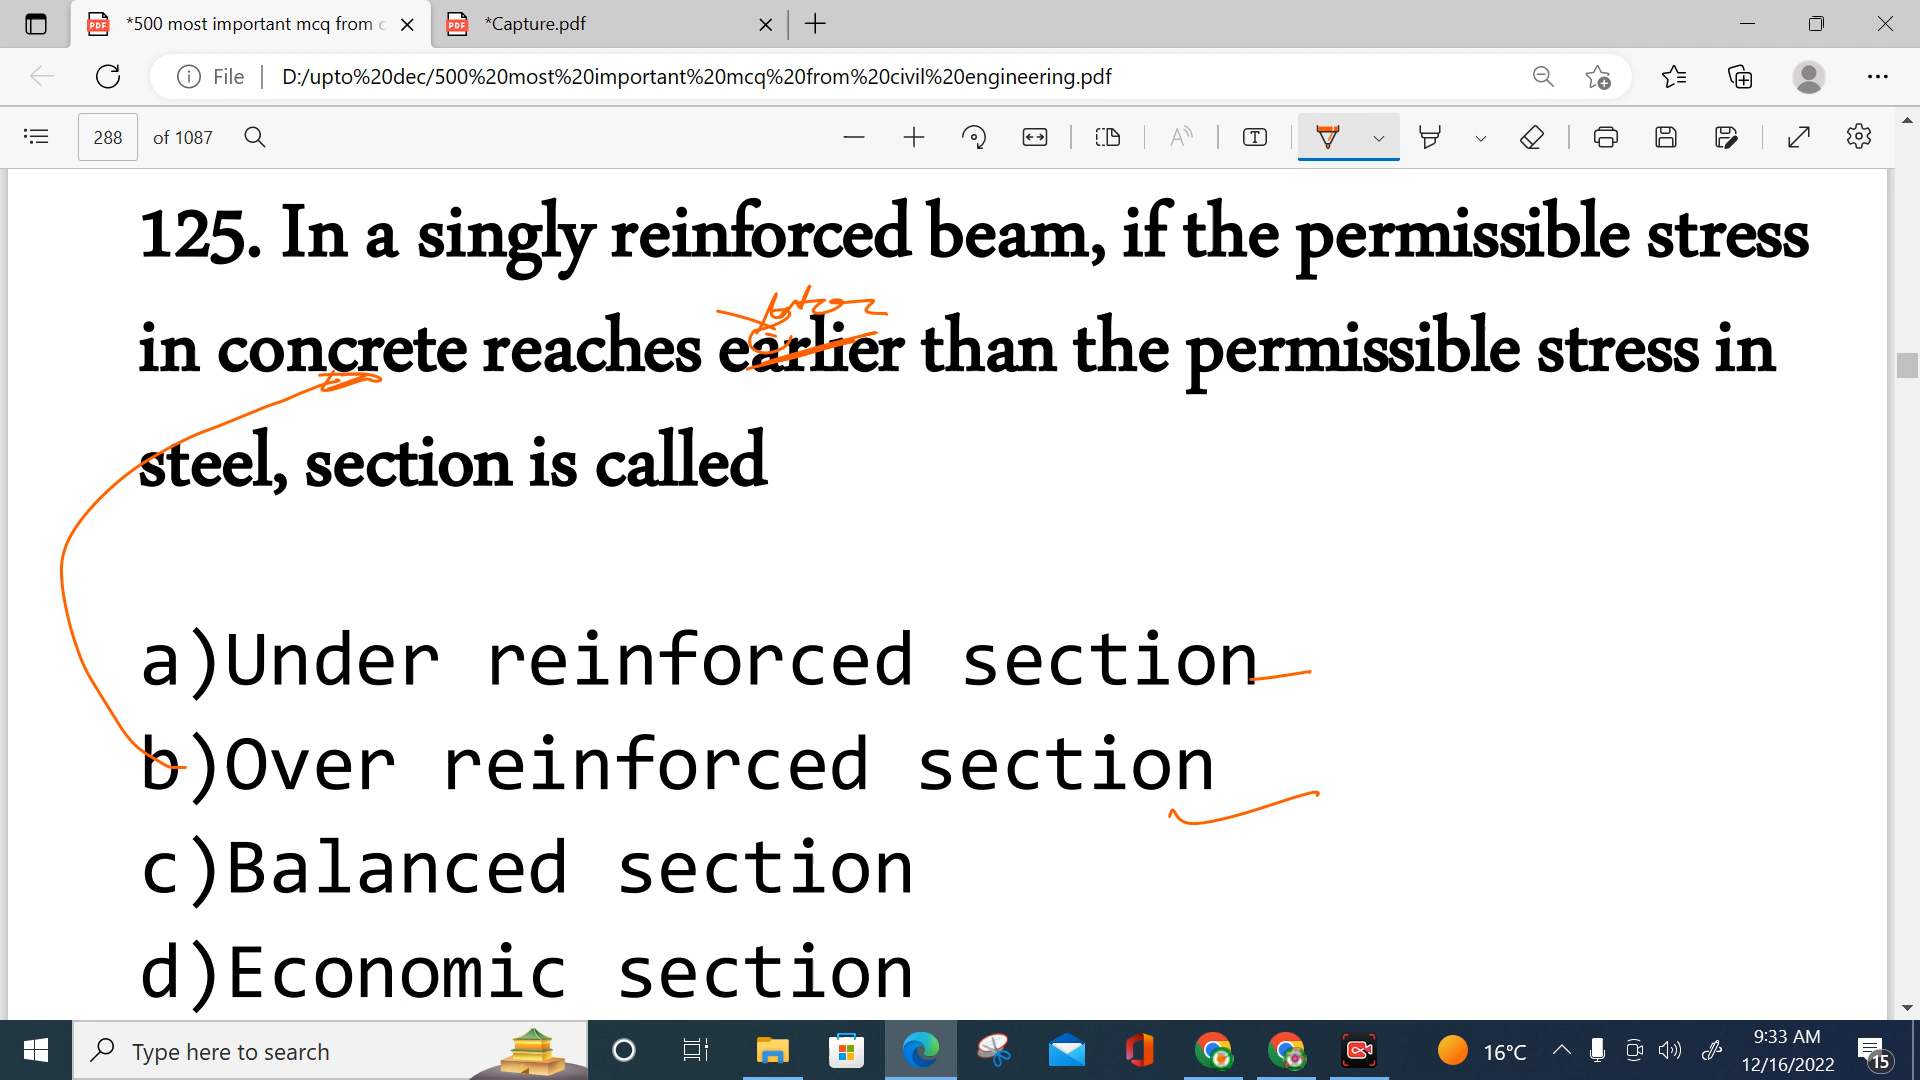 *500 most important mcq from c
*Capture.pdf
File
D:/upto%20dec/500%20most%20important%20mcq%20from%20civil%20engineering.pdf
288 of 1087
125. In a singly reinforced beam, if the permissible stress
in concrete reaches earlier than the permissible stress in
steel, section is called
a)Under reinforced section
b)Over reinforced section
c)Balanced section
d)Economic section
Type here to search
16°C
9:33 AM
12/16/2022
15